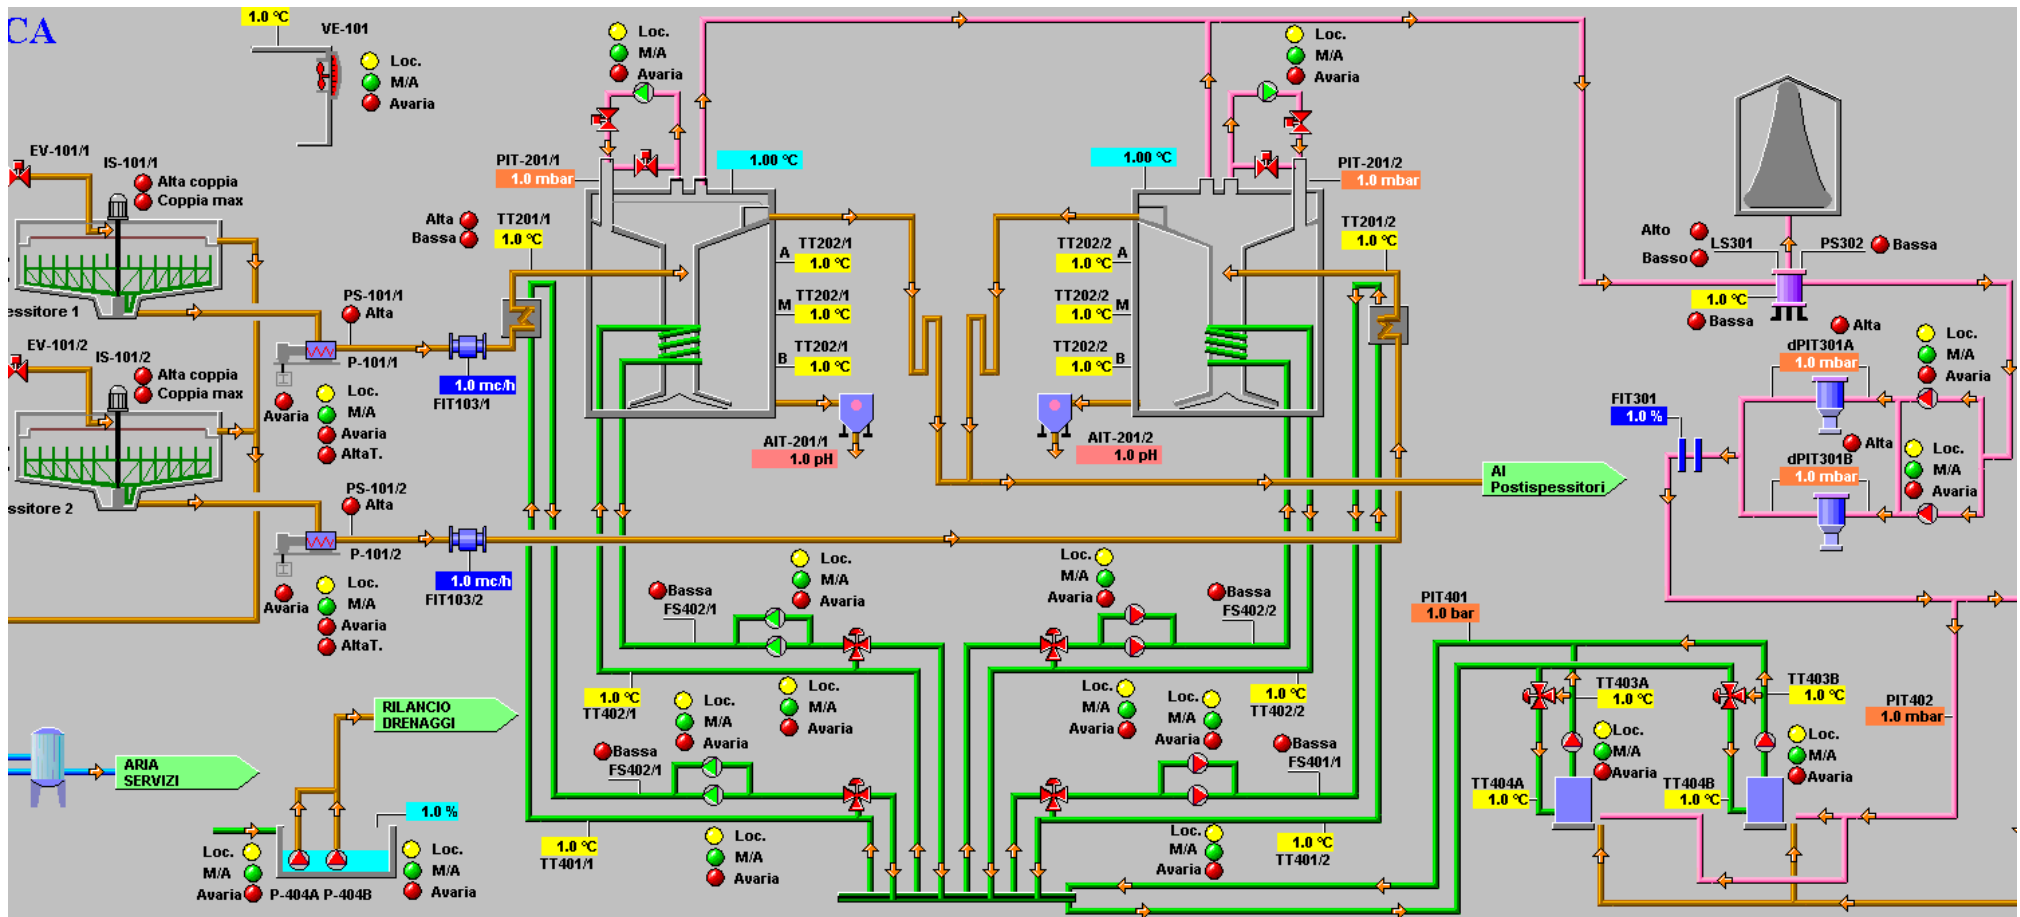 CA
1.0 °C
VE-101
Loc.
M/A
Avaria
Loc.
M/A
Avaria
Loc.
M/A
Avaria
EV-101/1
IS-101/1
Alta coppia
Coppia max
essitore 1
PS-101/1
Alta
P-101/1
Avaria
Loc.
M/A
Avaria
AltaT.
1.0 mc/h
FIT103/1
EV-101/2
IS-101/2
Alta coppia
Coppia max
ssitore 2
PS-101/2
Alta
P-101/2
Avaria
Loc.
M/A
Avaria
AltaT.
1.0 mc/h
FIT103/2
PIT-201/1
1.0 mbar
1.00 °C
Alta
Bassa
TT201/1
1.0 °C
TT202/1
A
1.0 °C
TT202/1
M
1.0 °C
TT202/1
B
1.0 °C
AIT-201/1
1.0 pH
1.00 °C
PIT-201/2
1.0 mbar
TT201/2
1.0 °C
TT202/2
A
1.0 °C
TT202/2
M
1.0 °C
TT202/2
B
1.0 °C
AIT-201/2
1.0 pH
AI
Postispessitori
Alto
LS301
Basso
PS302
Bassa
1.0 °C
Bassa
Alta
dPIT301A
1.0 mbar
Loc.
M/A
Avaria
FIT301
1.0 %
Alta
dPIT301B
1.0 mbar
Loc.
M/A
Avaria
Bassa
FS402/1
Loc.
M/A
Avaria
Loc.
M/A
Avaria
Bassa
FS402/2
1.0 °C
TT402/1
Loc.
M/A
Avaria
Loc.
M/A
Avaria
Bassa
FS402/1
Loc.
M/A
Avaria
Loc.
M/A
Avaria
1.0 °C
TT402/2
Bassa
FS401/1
1.0 °C
TT401/1
Loc.
M/A
Avaria
Loc.
M/A
Avaria
1.0 °C
TT401/2
PIT401
1.0 bar
TT403A
1.0 °C
TT403B
1.0 °C
PIT402
1.0 mbar
Loc.
M/A
Avaria
Loc.
M/A
Avaria
TT404A
1.0 °C
TT404B
1.0 °C
RILANCIO
DRENAGGI
ARIA
SERVIZI
1.0 %
Loc.
M/A
Avaria
P-404A P-404B
Loc.
M/A
Avaria